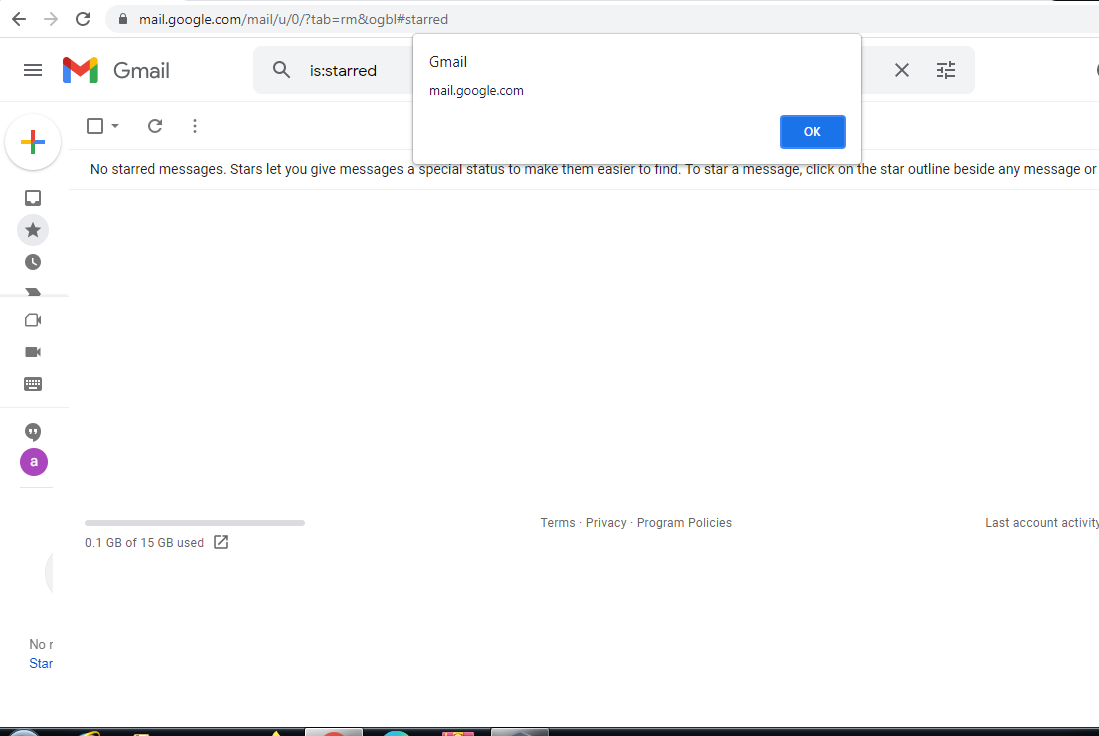 mail.google.com/mail/u/0/?tab=rm&ogbl#starred
Gmail
is:starred
Gmail
mail.google.com
OK
No starred messages. Stars let you give messages a special status to make them easier to find. To star a message, click on the star outline beside any message or
a
Terms · Privacy · Program Policies
Last account activity
0.1 GB of 15 GB used
No
Star